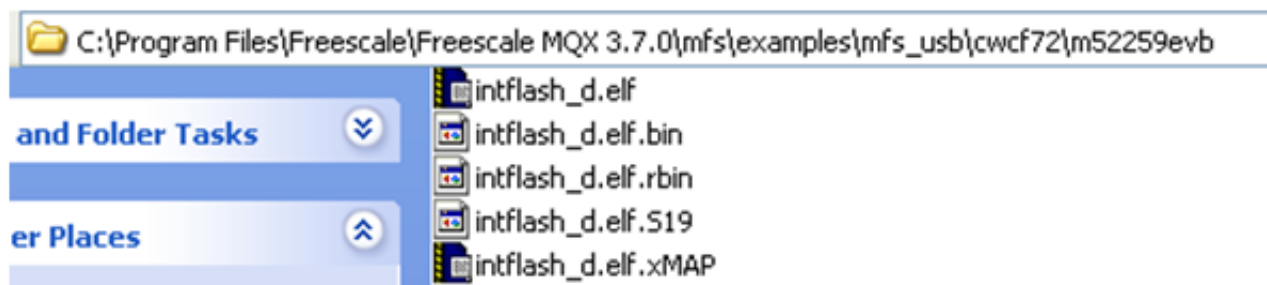 C:\Program Files\Freescale\Freescale MQX 3.7.0\mfs\examples\mfs_usb\cwcf72\m52259evb
intflash_d.elf
and Folder Tasks
intflash_d.elf.bin
intflash_d.elf.rbin
intflash_d.elf.S19
er Places
intflash_d.elf.xMAP